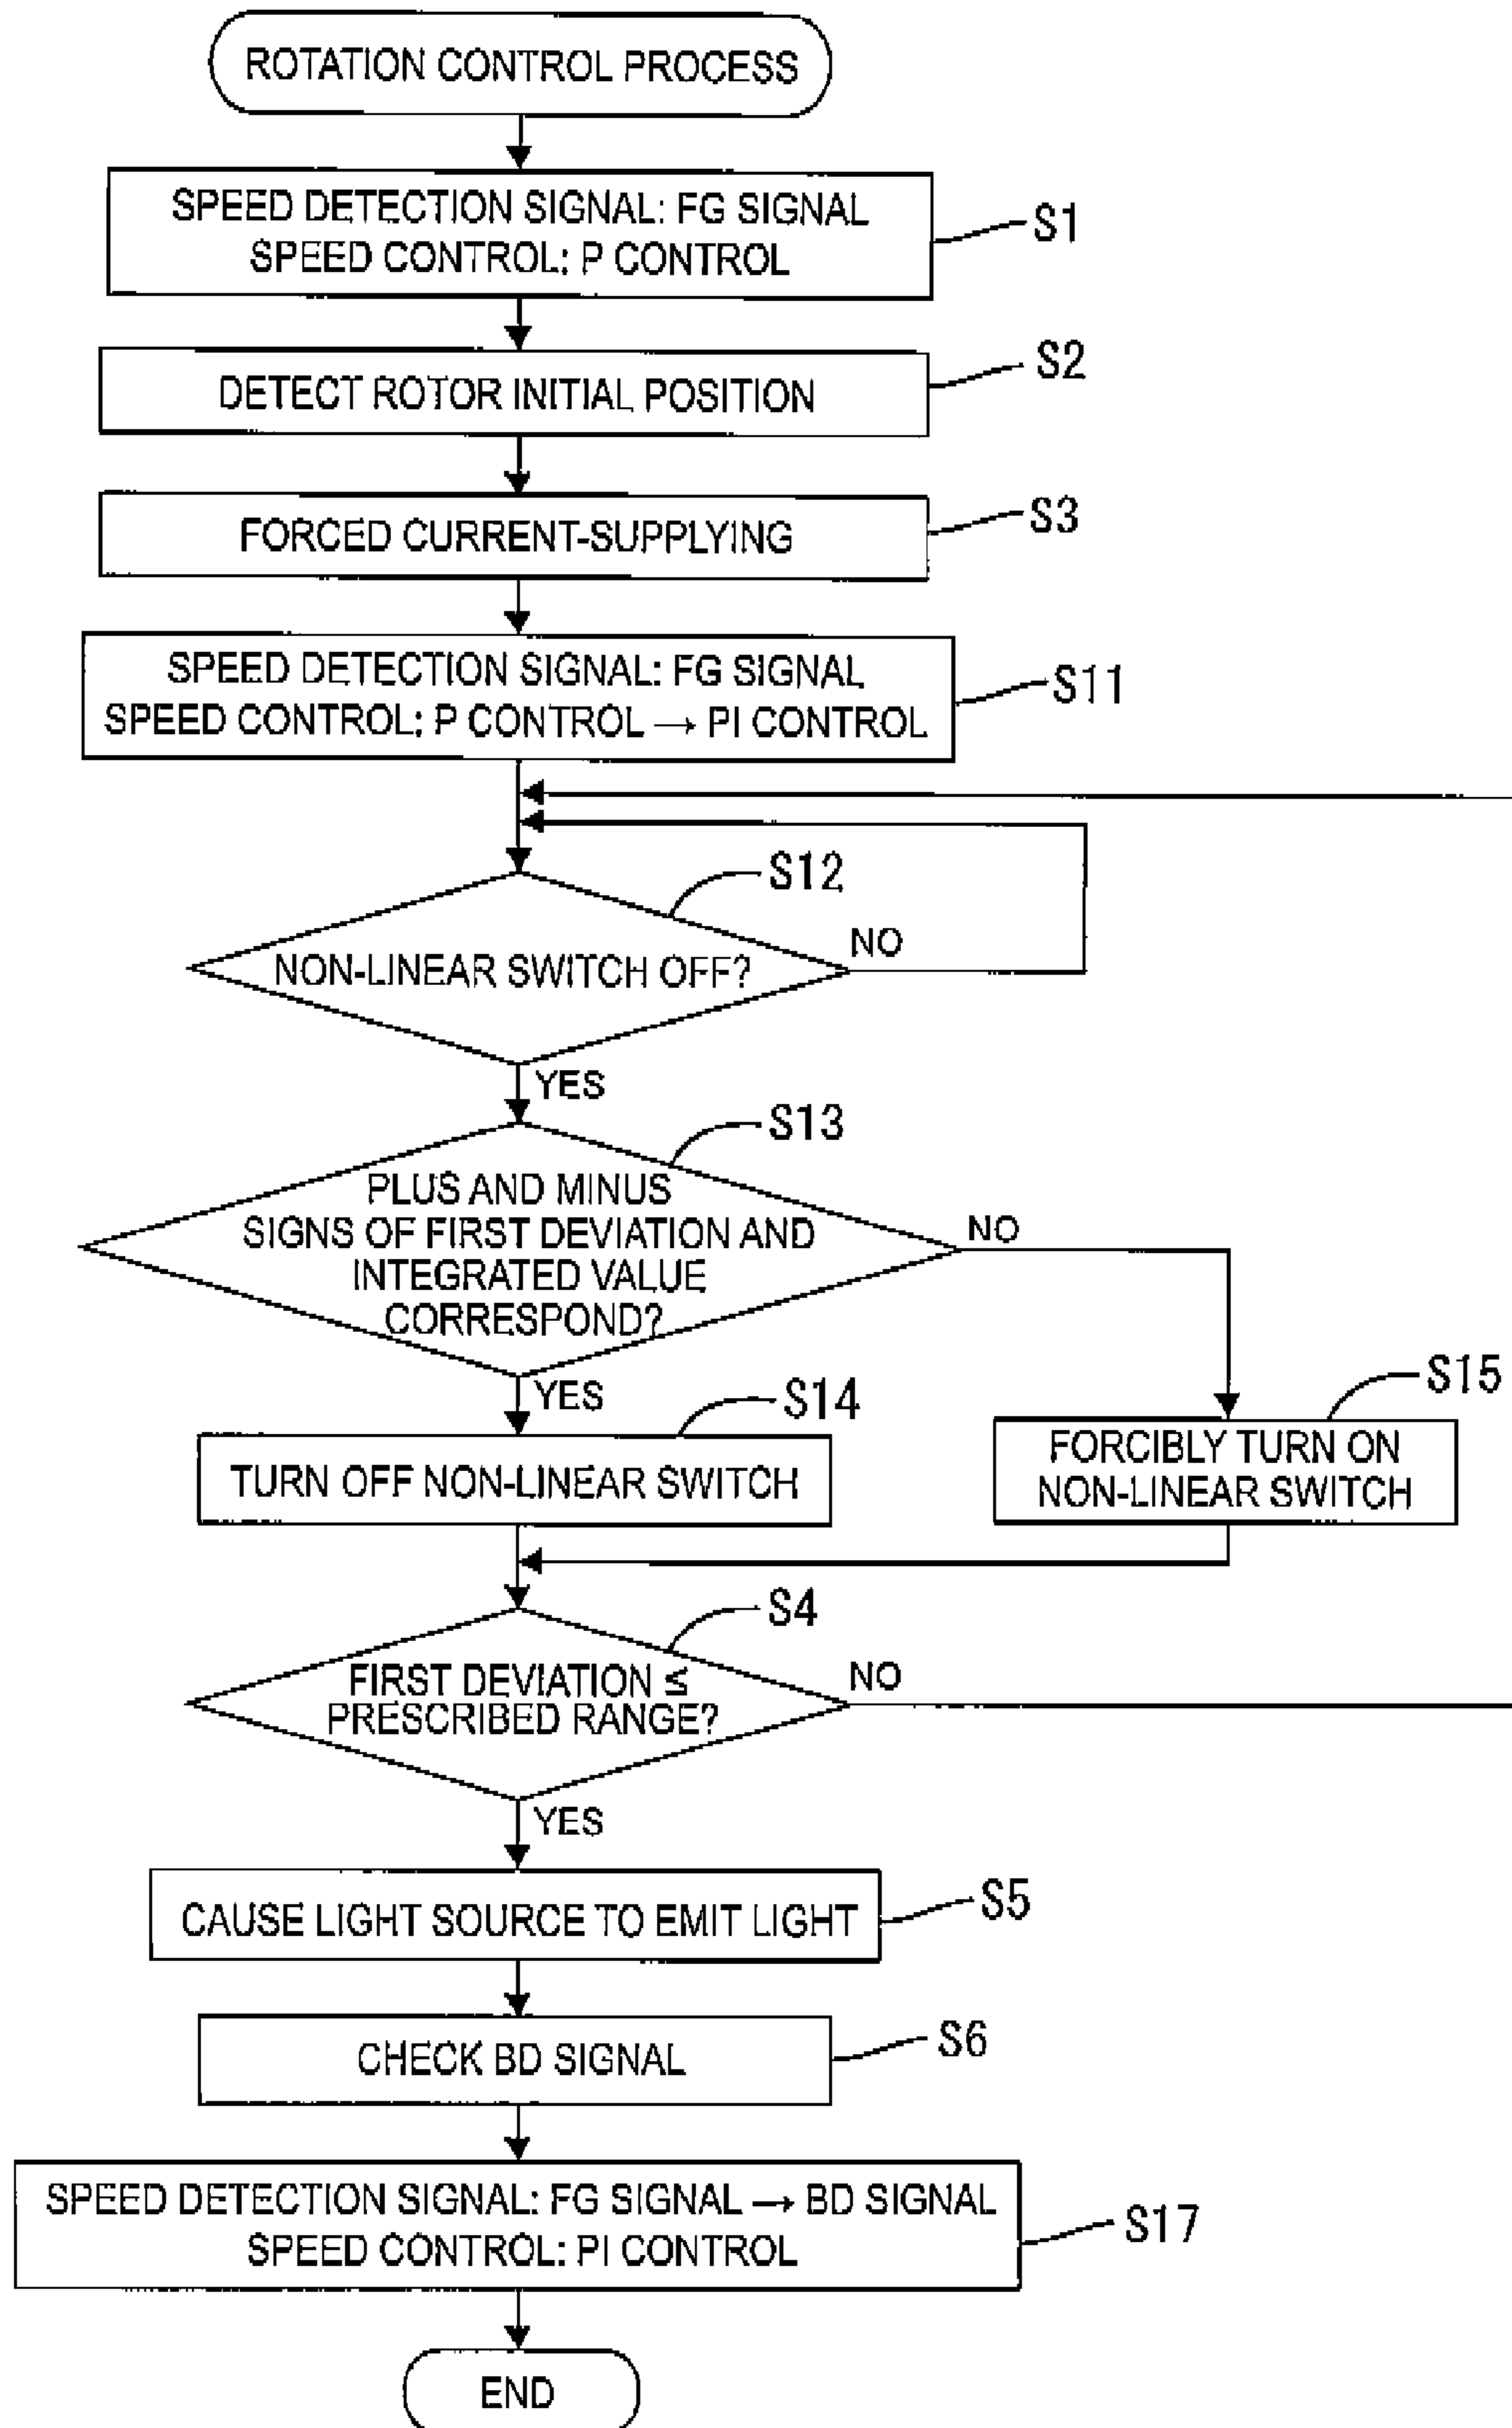 ROTATION CONTROL PROCESS
SPEED DETECTION SIGNAL: FG SIGNAL
SPEED CONTROL: P CONTROL
S1
DETECT ROTOR INITIAL POSITION
S2
FORCED CURRENT-SUPPLYING
S3
SPEED DETECTION SIGNAL: FG SIGNAL
SPEED CONTROL: P CONTROL → PI CONTROL
S11
S12
NON-LINEAR SWITCH OFF?
NO
YES
S13
PLUS AND MINUS
SIGNS OF FIRST DEVIATION AND
INTEGRATED VALUE
CORRESPOND?
NO
YES
S14
TURN OFF NON-LINEAR SWITCH
S15
FORCIBLY TURN ON
NON-LINEAR SWITCH
S4
FIRST DEVIATION ≤
PRESCRIBED RANGE?
NO
YES
CAUSE LIGHT SOURCE TO EMIT LIGHT
S5
CHECK BD SIGNAL
S6
SPEED DETECTION SIGNAL: FG SIGNAL → BD SIGNAL
SPEED CONTROL: PI CONTROL
S17
END